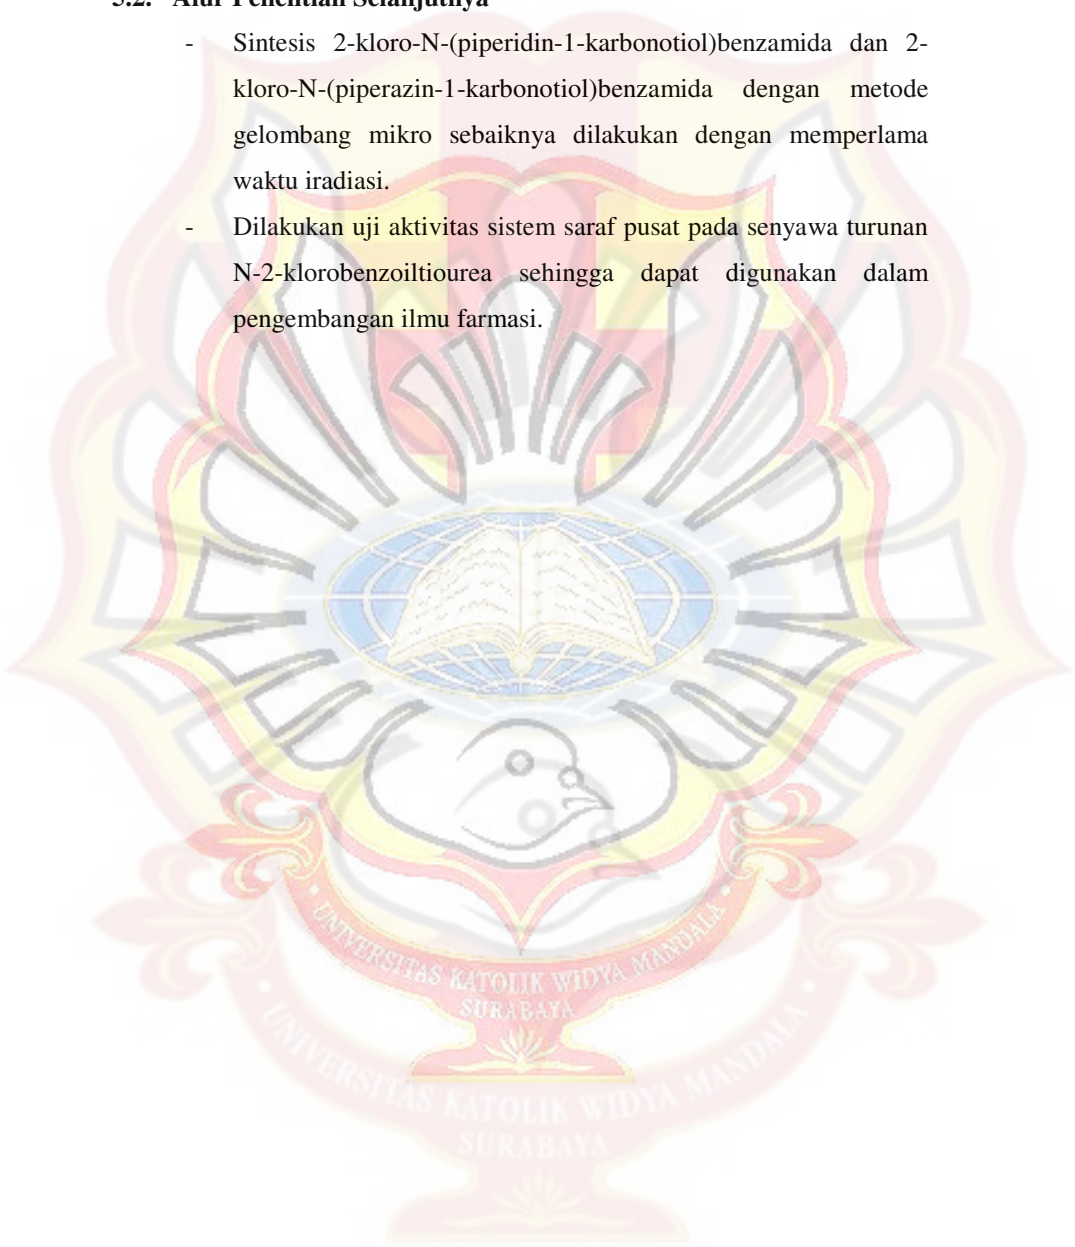 5.2. Alur Penelitian Selanjutnya
- Sintesis 2-kloro-N-(piperidin-1-karbonotiol)benzamida dan 2-
kloro-N-(piperazin-1-karbonotiol)benzamida dengan metode
gelombang mikro sebaiknya dilakukan dengan memperlama
waktu iradiasi.
- Dilakukan uji aktivitas sistem saraf pusat pada senyawa turunan
N-2-klorobenzoiltiourea sehingga dapat digunakan dalam
pengembangan ilmu farmasi.
UNIVERSITAS KATOLIK WIDYA MANDALA
SURABAYA
UNIVERSITAS KATOLIK WIDYA MANDALA
SURABAYA